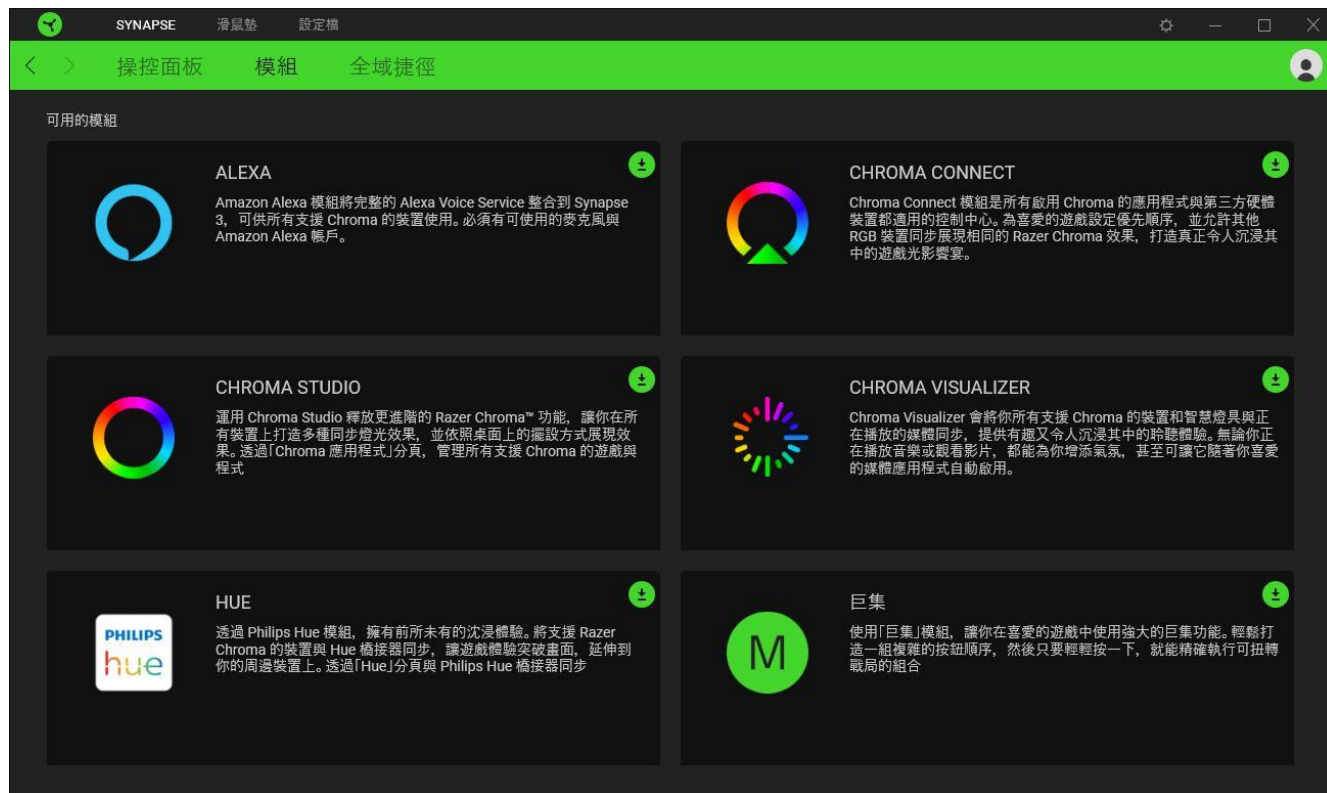 SYNAPSE 滑鼠墊 設定檔
操控面板 模組 全域捷徑
可用的模組
ALEXA
Amazon Alexa 模組將完整的 Alexa Voice Service 整合到 Synapse
3，可供所有支援 Chroma 的裝置使用。必須有可使用的麥克風與
Amazon Alexa 帳戶。
CHROMA CONNECT
Chroma Connect 模組是所有啟用 Chroma 的應用程式與第三方硬體
裝置都適用的控制中心。為喜愛的遊戲設定優先順序，並允許其他
RGB 裝置同步展現相同的 Razer Chroma 效果，打造真正令人沉浸其
中的遊戲光影饗宴。
CHROMA STUDIO
運用 Chroma Studio 釋放更進階的 Razer Chroma™ 功能，讓你在所
有裝置上打造多種同步燈光效果，並依照桌面上的擺設方式展現效
果。透過「Chroma 應用程式」分頁，管理所有支援 Chroma 的遊戲與
程式
CHROMA VISUALIZER
Chroma Visualizer 會將你所有支援 Chroma 的裝置和智慧燈具與正
在播放的媒體同步，提供有趣又令人沉浸其中的聆聽體驗。無論你正
在播放音樂或觀看影片，都能為你增添氣氛，甚至可讓它隨著你喜愛
的媒體應用程式自動啟用。
PHILIPS
hue
HUE
透過 Philips Hue 模組，擁有前所未有的沈浸體驗。將支援 Razer
Chroma 的裝置與 Hue 橋接器同步，讓遊戲體驗突破畫面，延伸到
你的周邊裝置上。透過「Hue」分頁與 Philips Hue 橋接器同步
M
巨集
使用「巨集」模組，讓你在喜愛的遊戲中使用強大的巨集功能。輕鬆打
造一組複雜的按鈕順序，然後只要輕輕按一下，就能精確執行可扭轉
戰局的組合